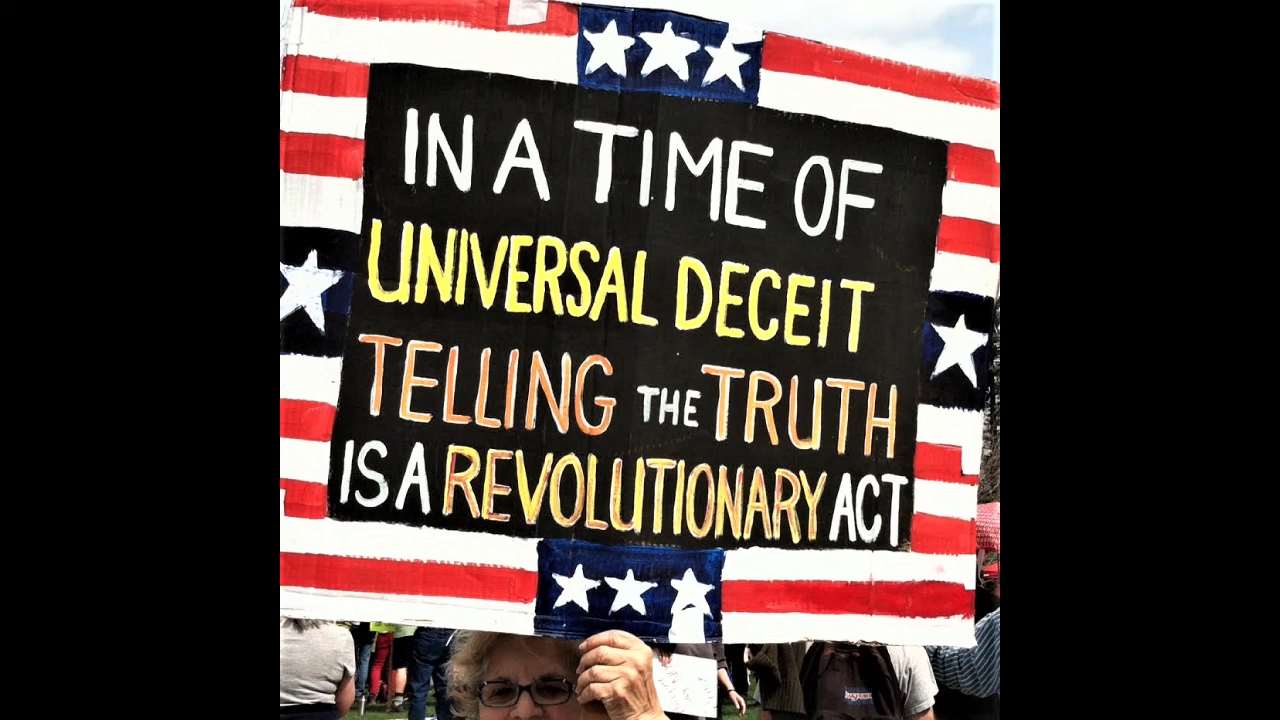 IN A TIME OF
UNIVERSAL DECEIT
TELLING THE TRUTH
IS A REVOLUTIONARY ACT